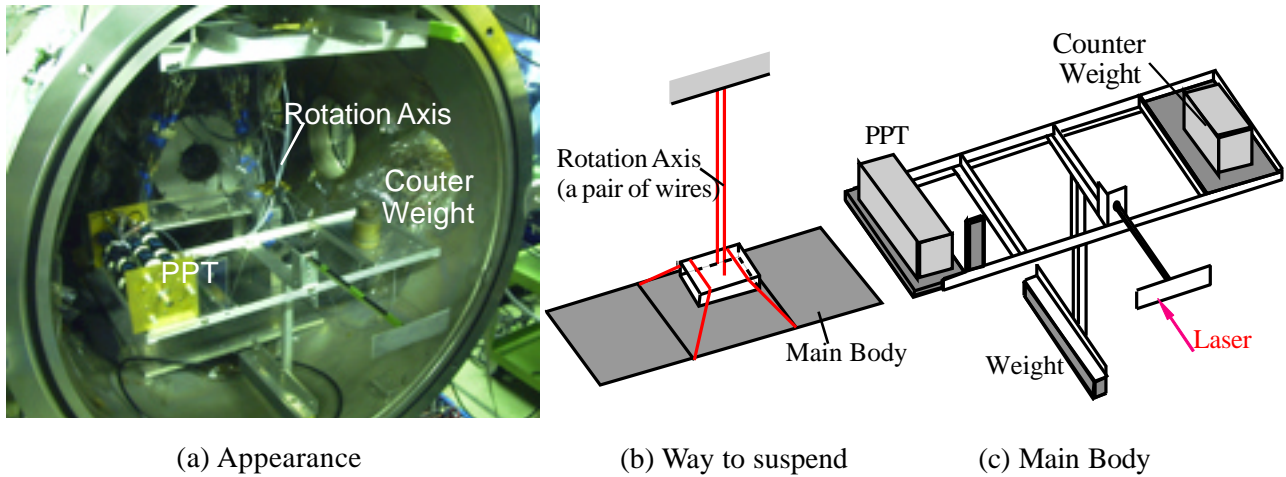 Rotation Axis
Couter
Weight
PPT
(a) Appearance
Rotation Axis
(a pair of wires)
Main Body
(b) Way to suspend
Counter
Weight
PPT
Laser
Weight
(c) Main Body